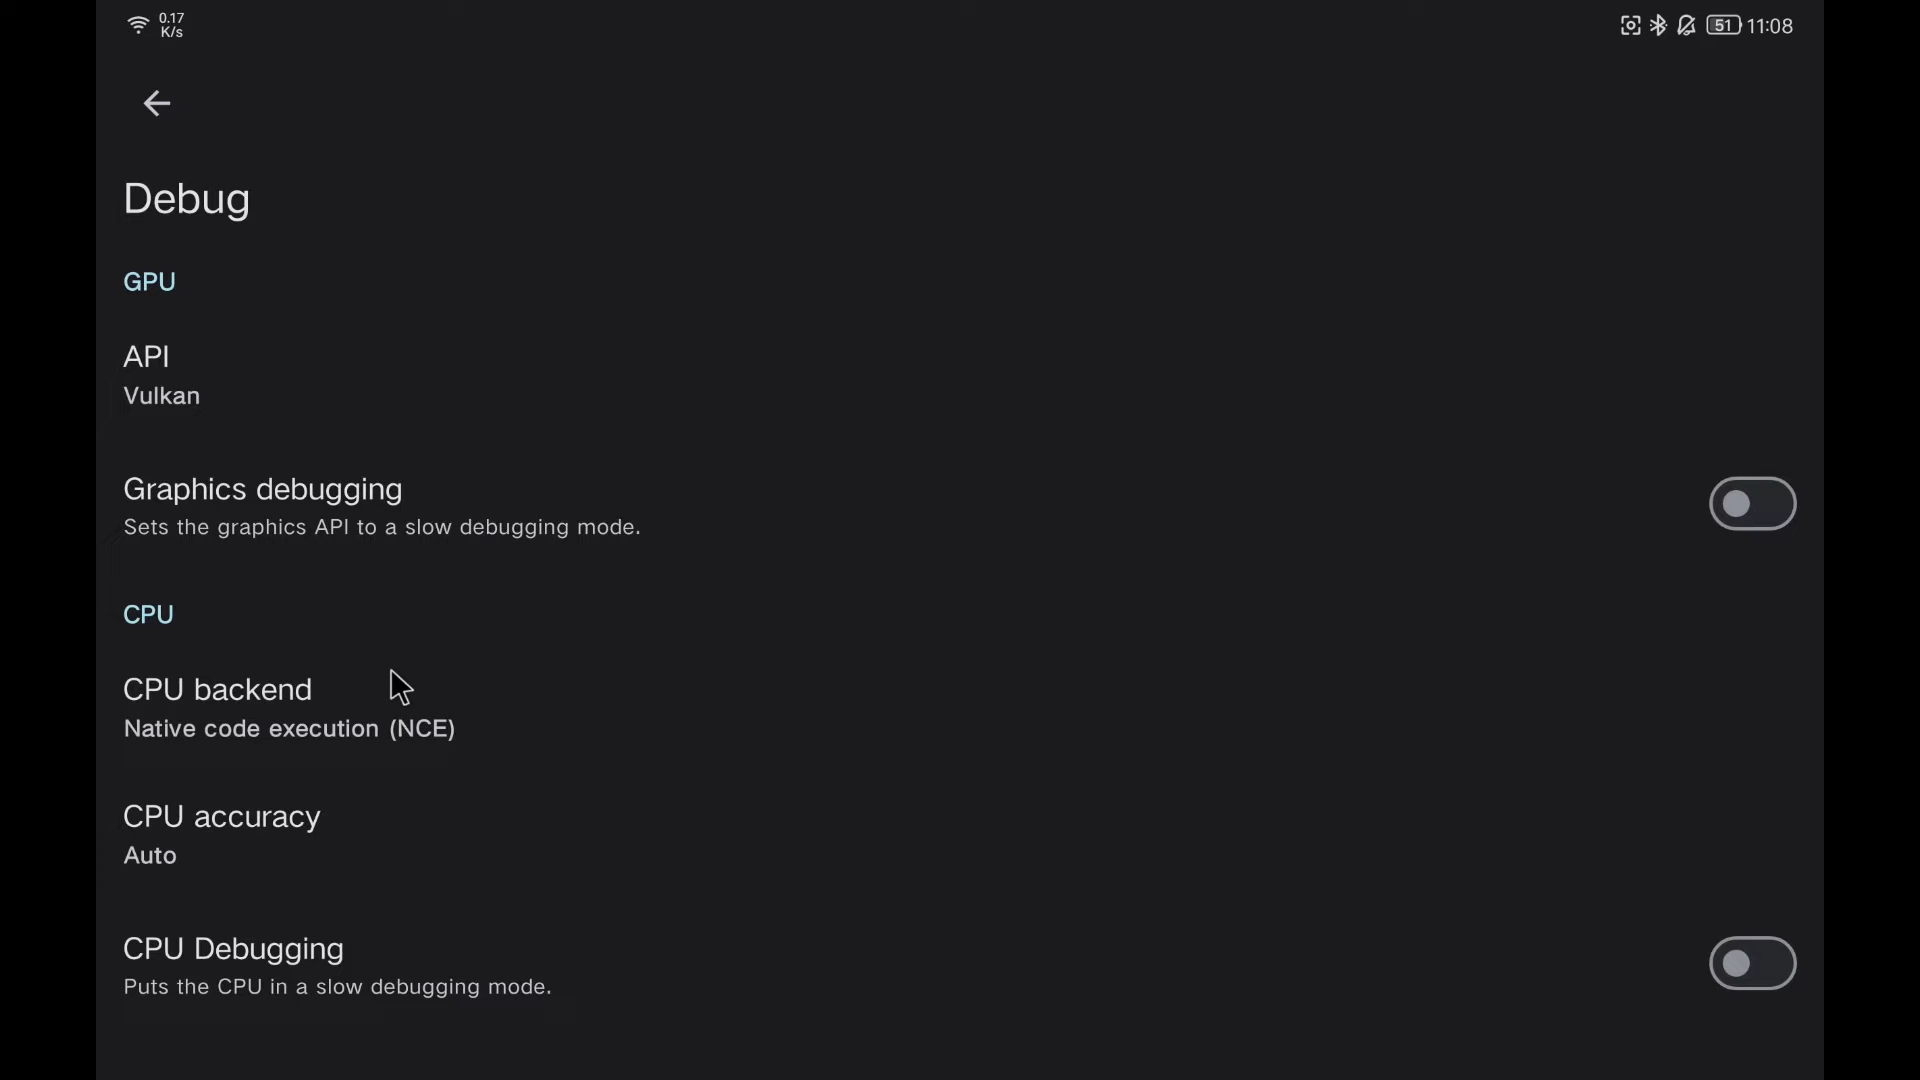 0.17
K/s
51 11:08
Debug
GPU
API
Vulkan
Graphics debugging
Sets the graphics API to a slow debugging mode.
CPU
CPU backend
Native code execution (NCE)
CPU accuracy
Auto
CPU Debugging
Puts the CPU in a slow debugging mode.